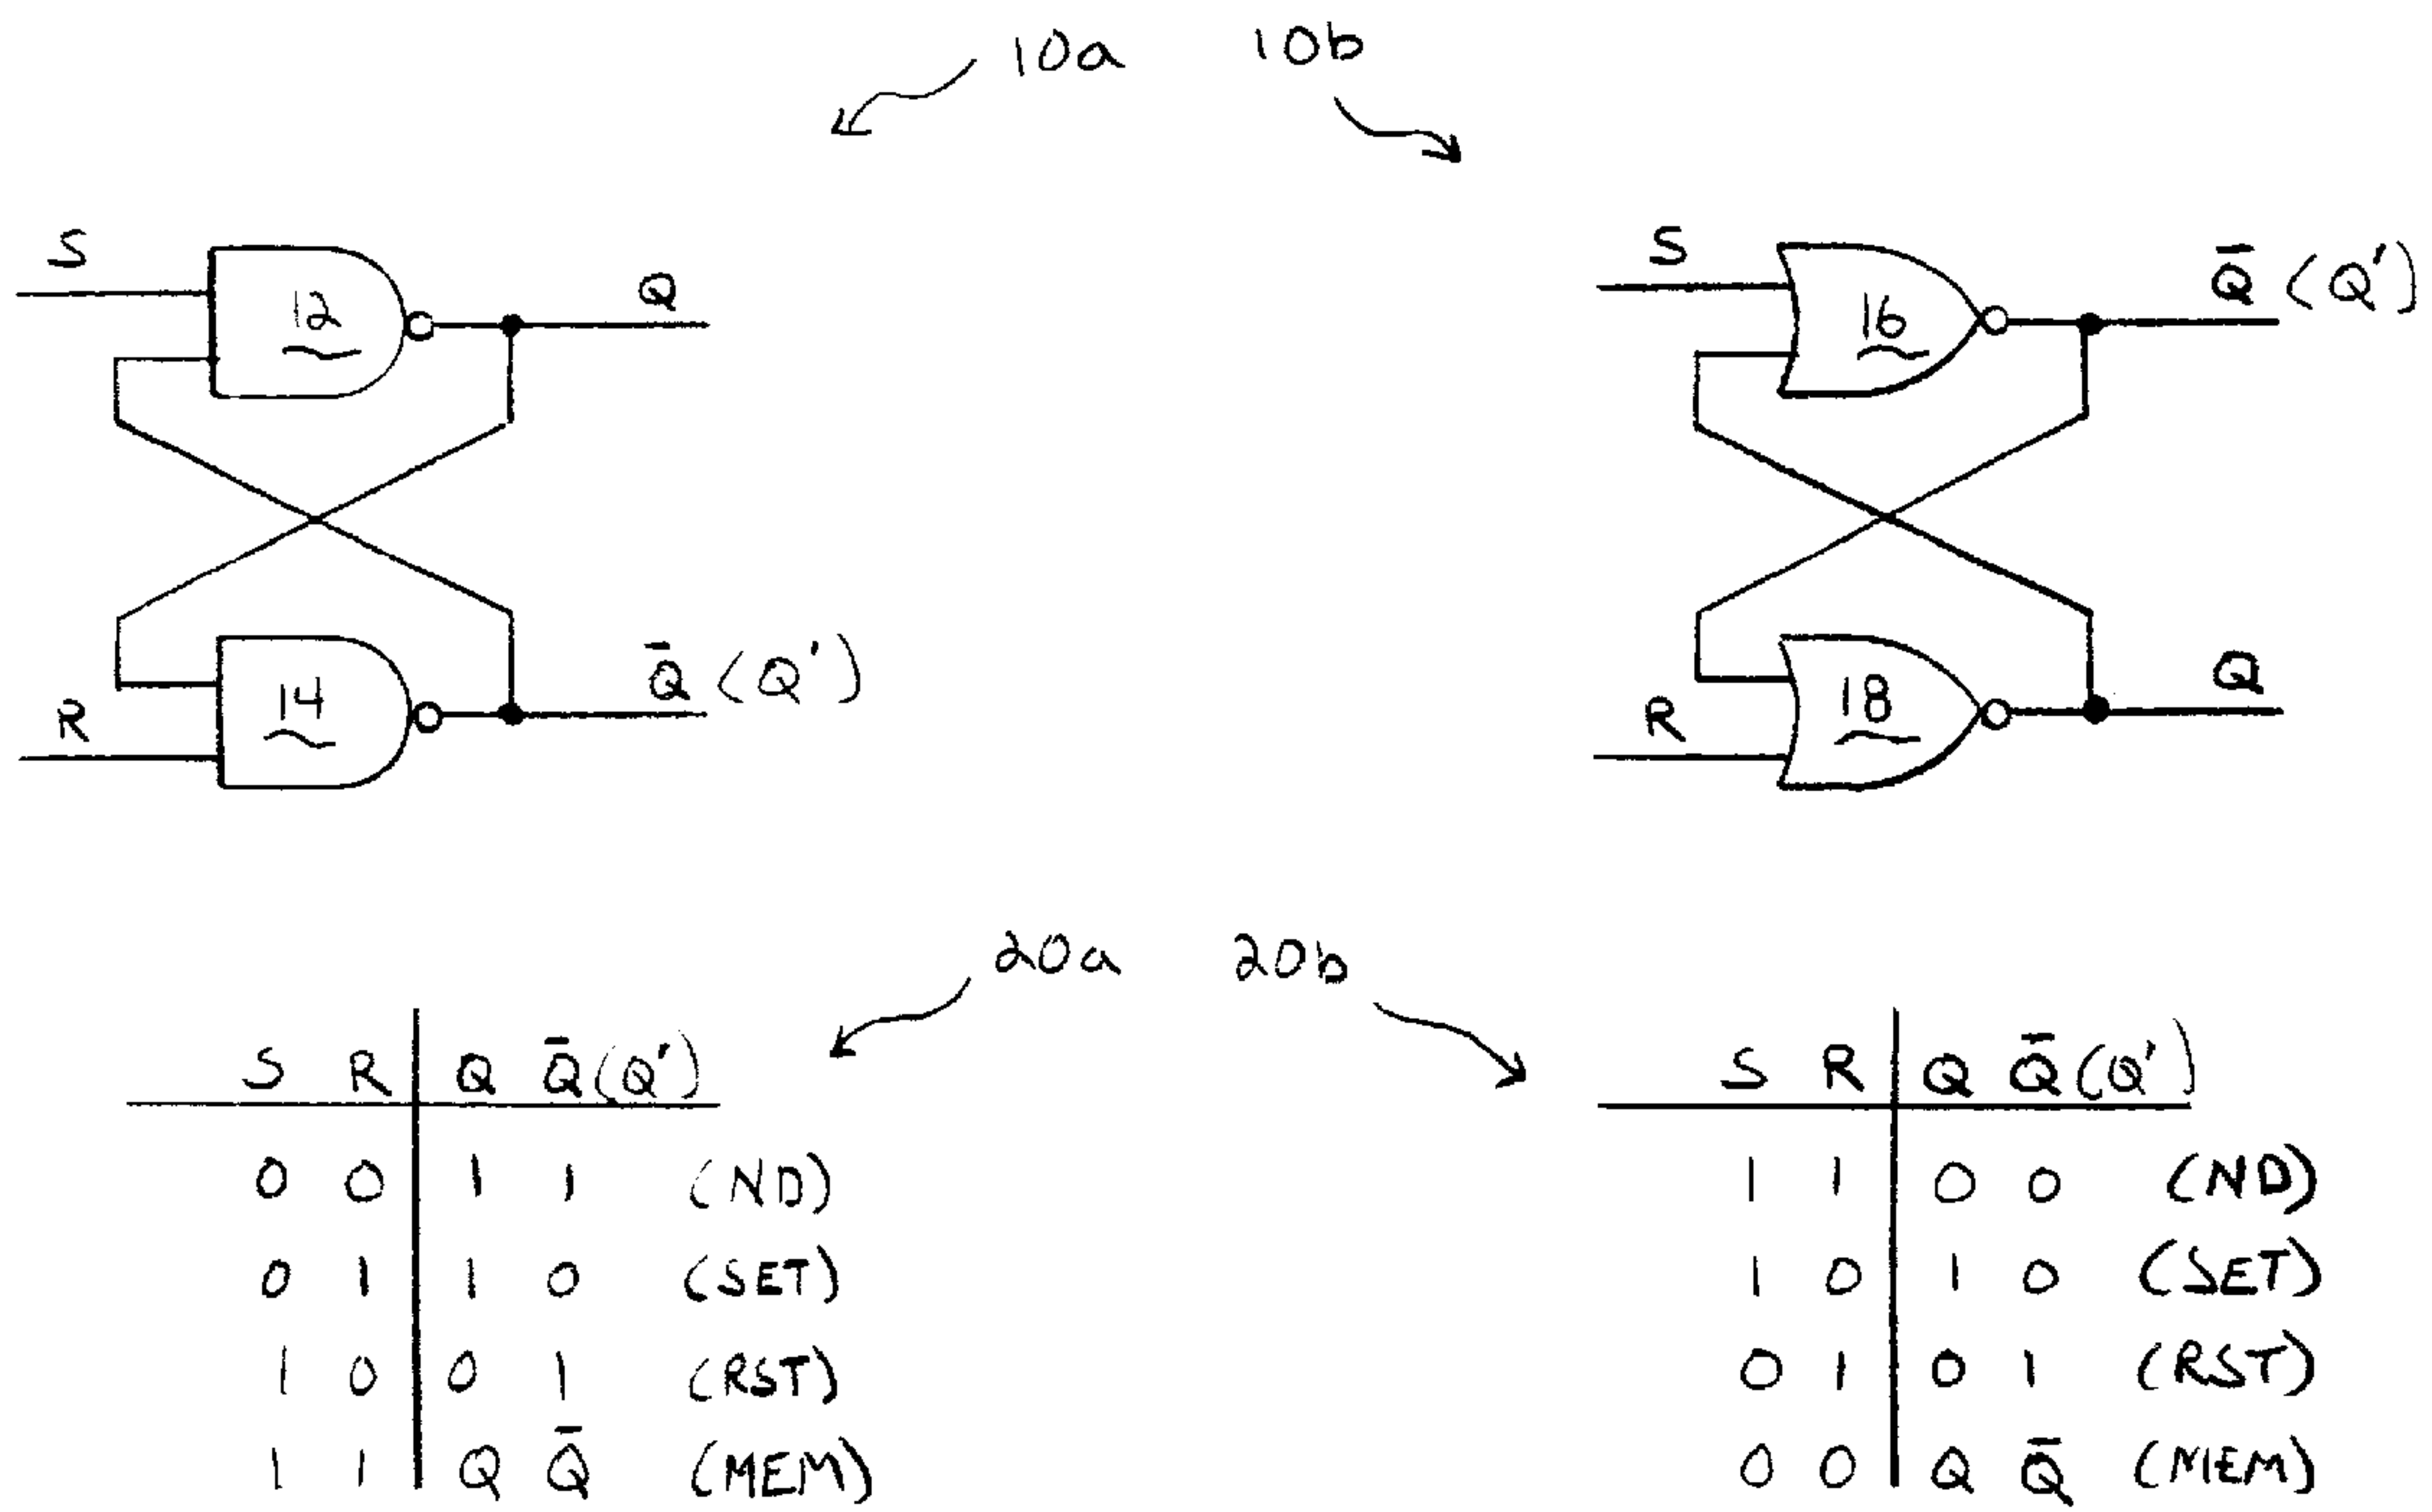 10a 10b
S Q S Q̄ (Q')
12 16
14 Q̄ (Q') 18 Q
R R
20a 20b
S R Q Q̄ (Q') S R Q Q̄ (Q')
0 0 1 1 (ND) 1 1 0 0 (ND)
0 1 1 0 (SET) 1 0 1 0 (SET)
1 0 0 1 (RST) 0 1 0 1 (RST)
1 1 Q Q̄ (MEM) 0 0 Q Q̄ (MEM)